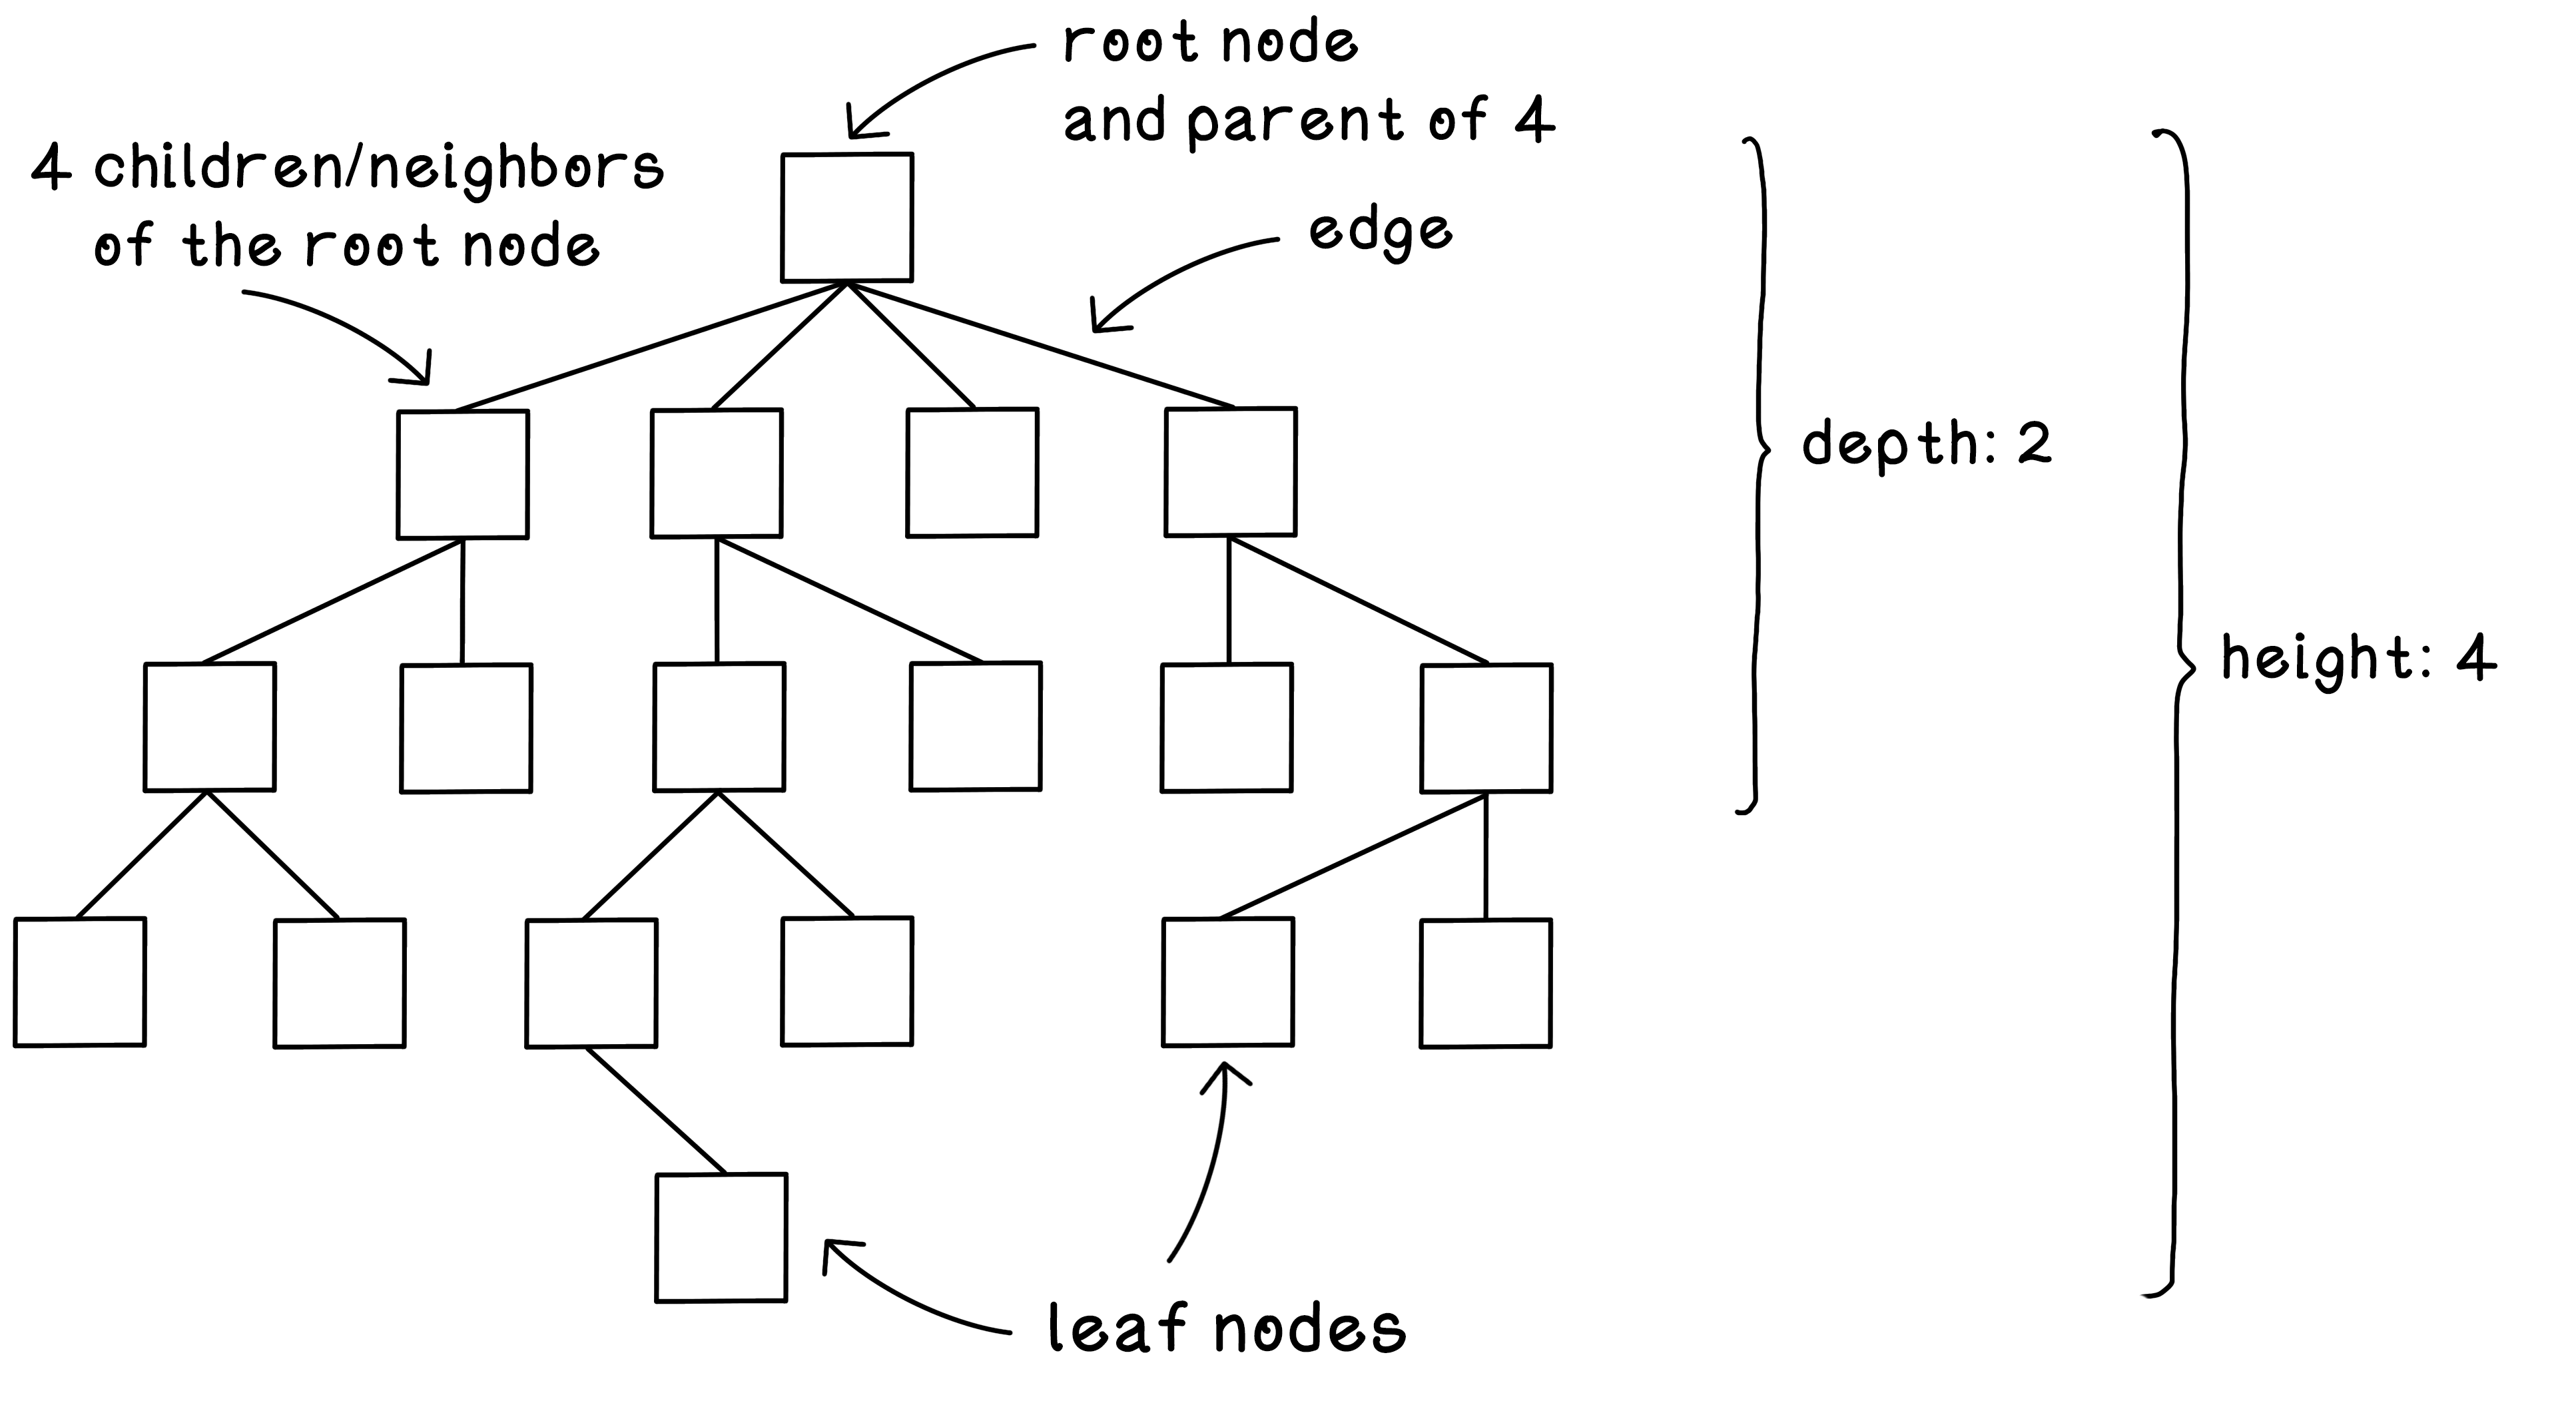 root node
and parent of 4
4 children/neighbors
of the root node
edge
depth: 2
height: 4
leaf nodes